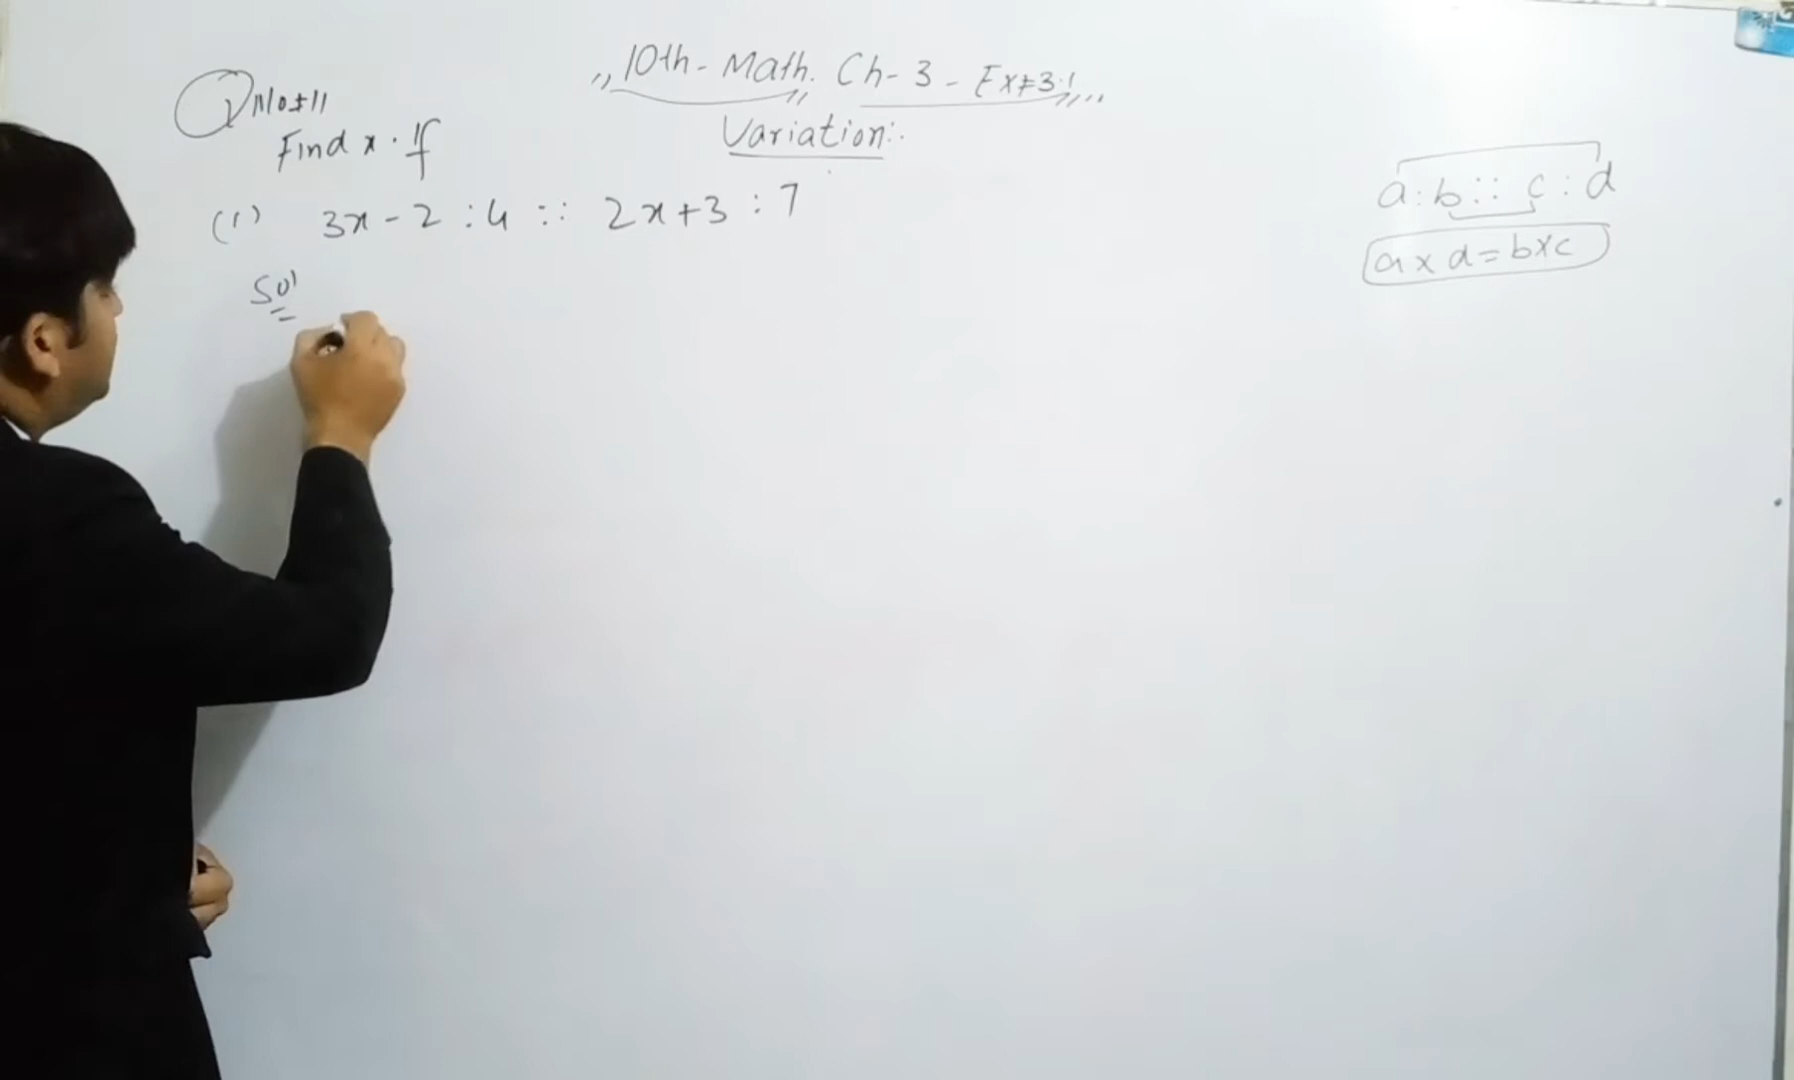 ,, 10th - Math. Ch - 3 - Ex # 3.1 ,,
Variation:.
Q No # 11
Find x . If
(1) 3x - 2 : 4 :: 2x + 3 : 7
Sol
a : b :: c : d
a x d = b x c